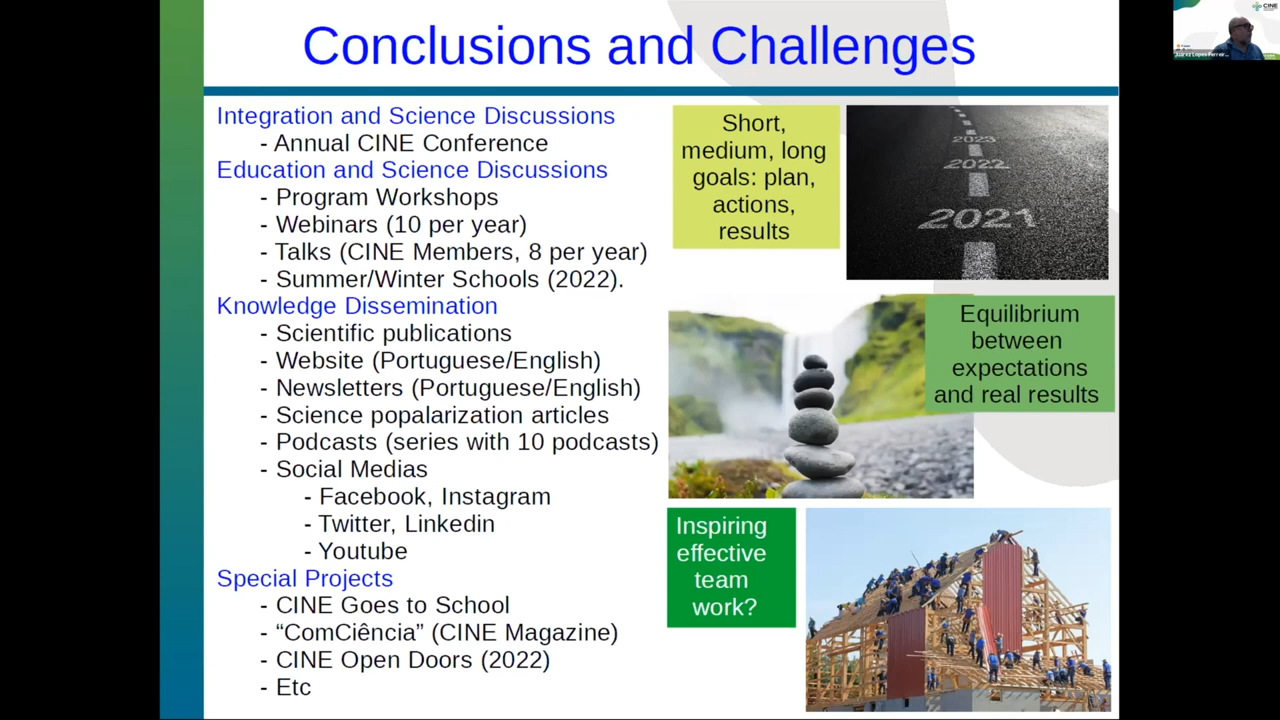 Conclusions and Challenges
Integration and Science Discussions
- Annual CINE Conference
Education and Science Discussions
- Program Workshops
- Webinars (10 per year)
- Talks (CINE Members, 8 per year)
- Summer/Winter Schools (2022).
Knowledge Dissemination
- Scientific publications
- Website (Portuguese/English)
- Newsletters (Portuguese/English)
- Science popalarization articles
- Podcasts (series with 10 podcasts)
- Social Medias
- Facebook, Instagram
- Twitter, Linkedin
- Youtube
Special Projects
- CINE Goes to School
- “ComCiência” (CINE Magazine)
- CINE Open Doors (2022)
- Etc
Short,
medium, long
goals: plan,
actions,
results
2023
2022
2021
Equilibrium
between
expectations
and real results
Inspiring
effective
team
work?
CINE